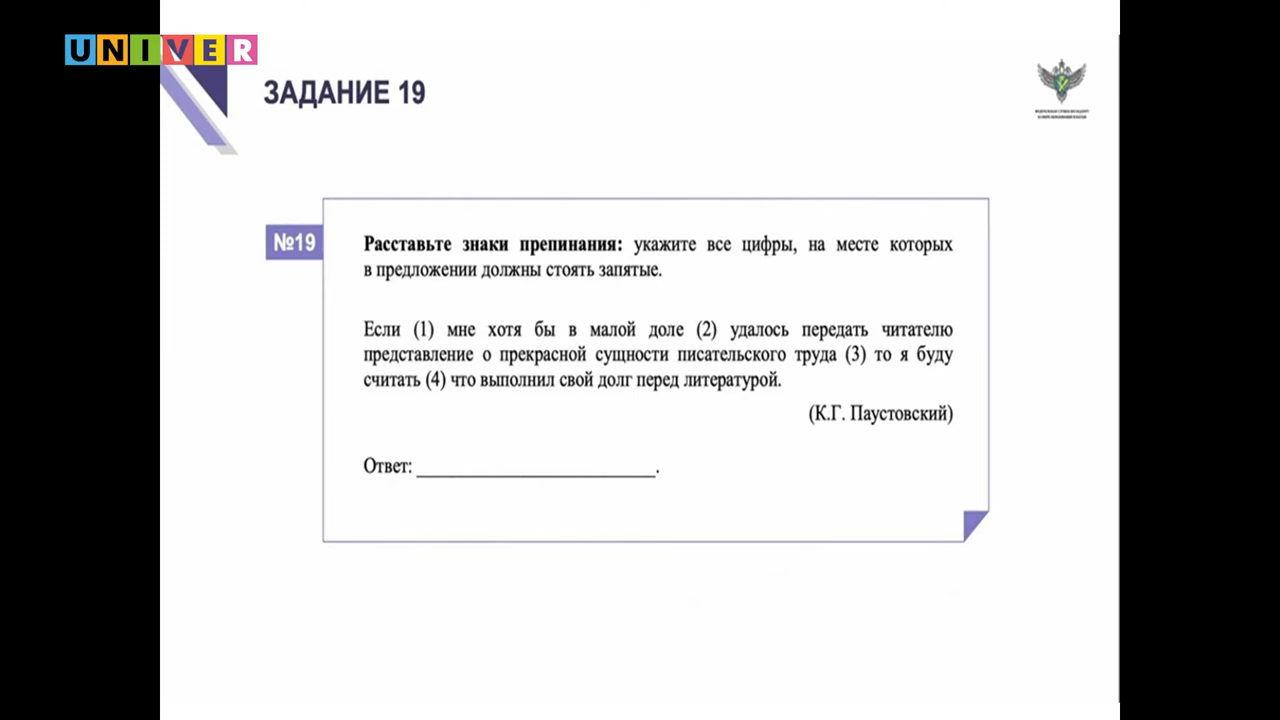 UNIVER
ЗАДАНИЕ 19
№19
Расставьте знаки препинания: укажите все цифры, на месте которых
в предложении должны стоять запятые.
Если (1) мне хотя бы в малой доле (2) удалось передать читателю
представление о прекрасной сущности писательского труда (3) то я буду
считать (4) что выполнил свой долг перед литературой.
(К.Г. Паустовский)
Ответ: ________________________.